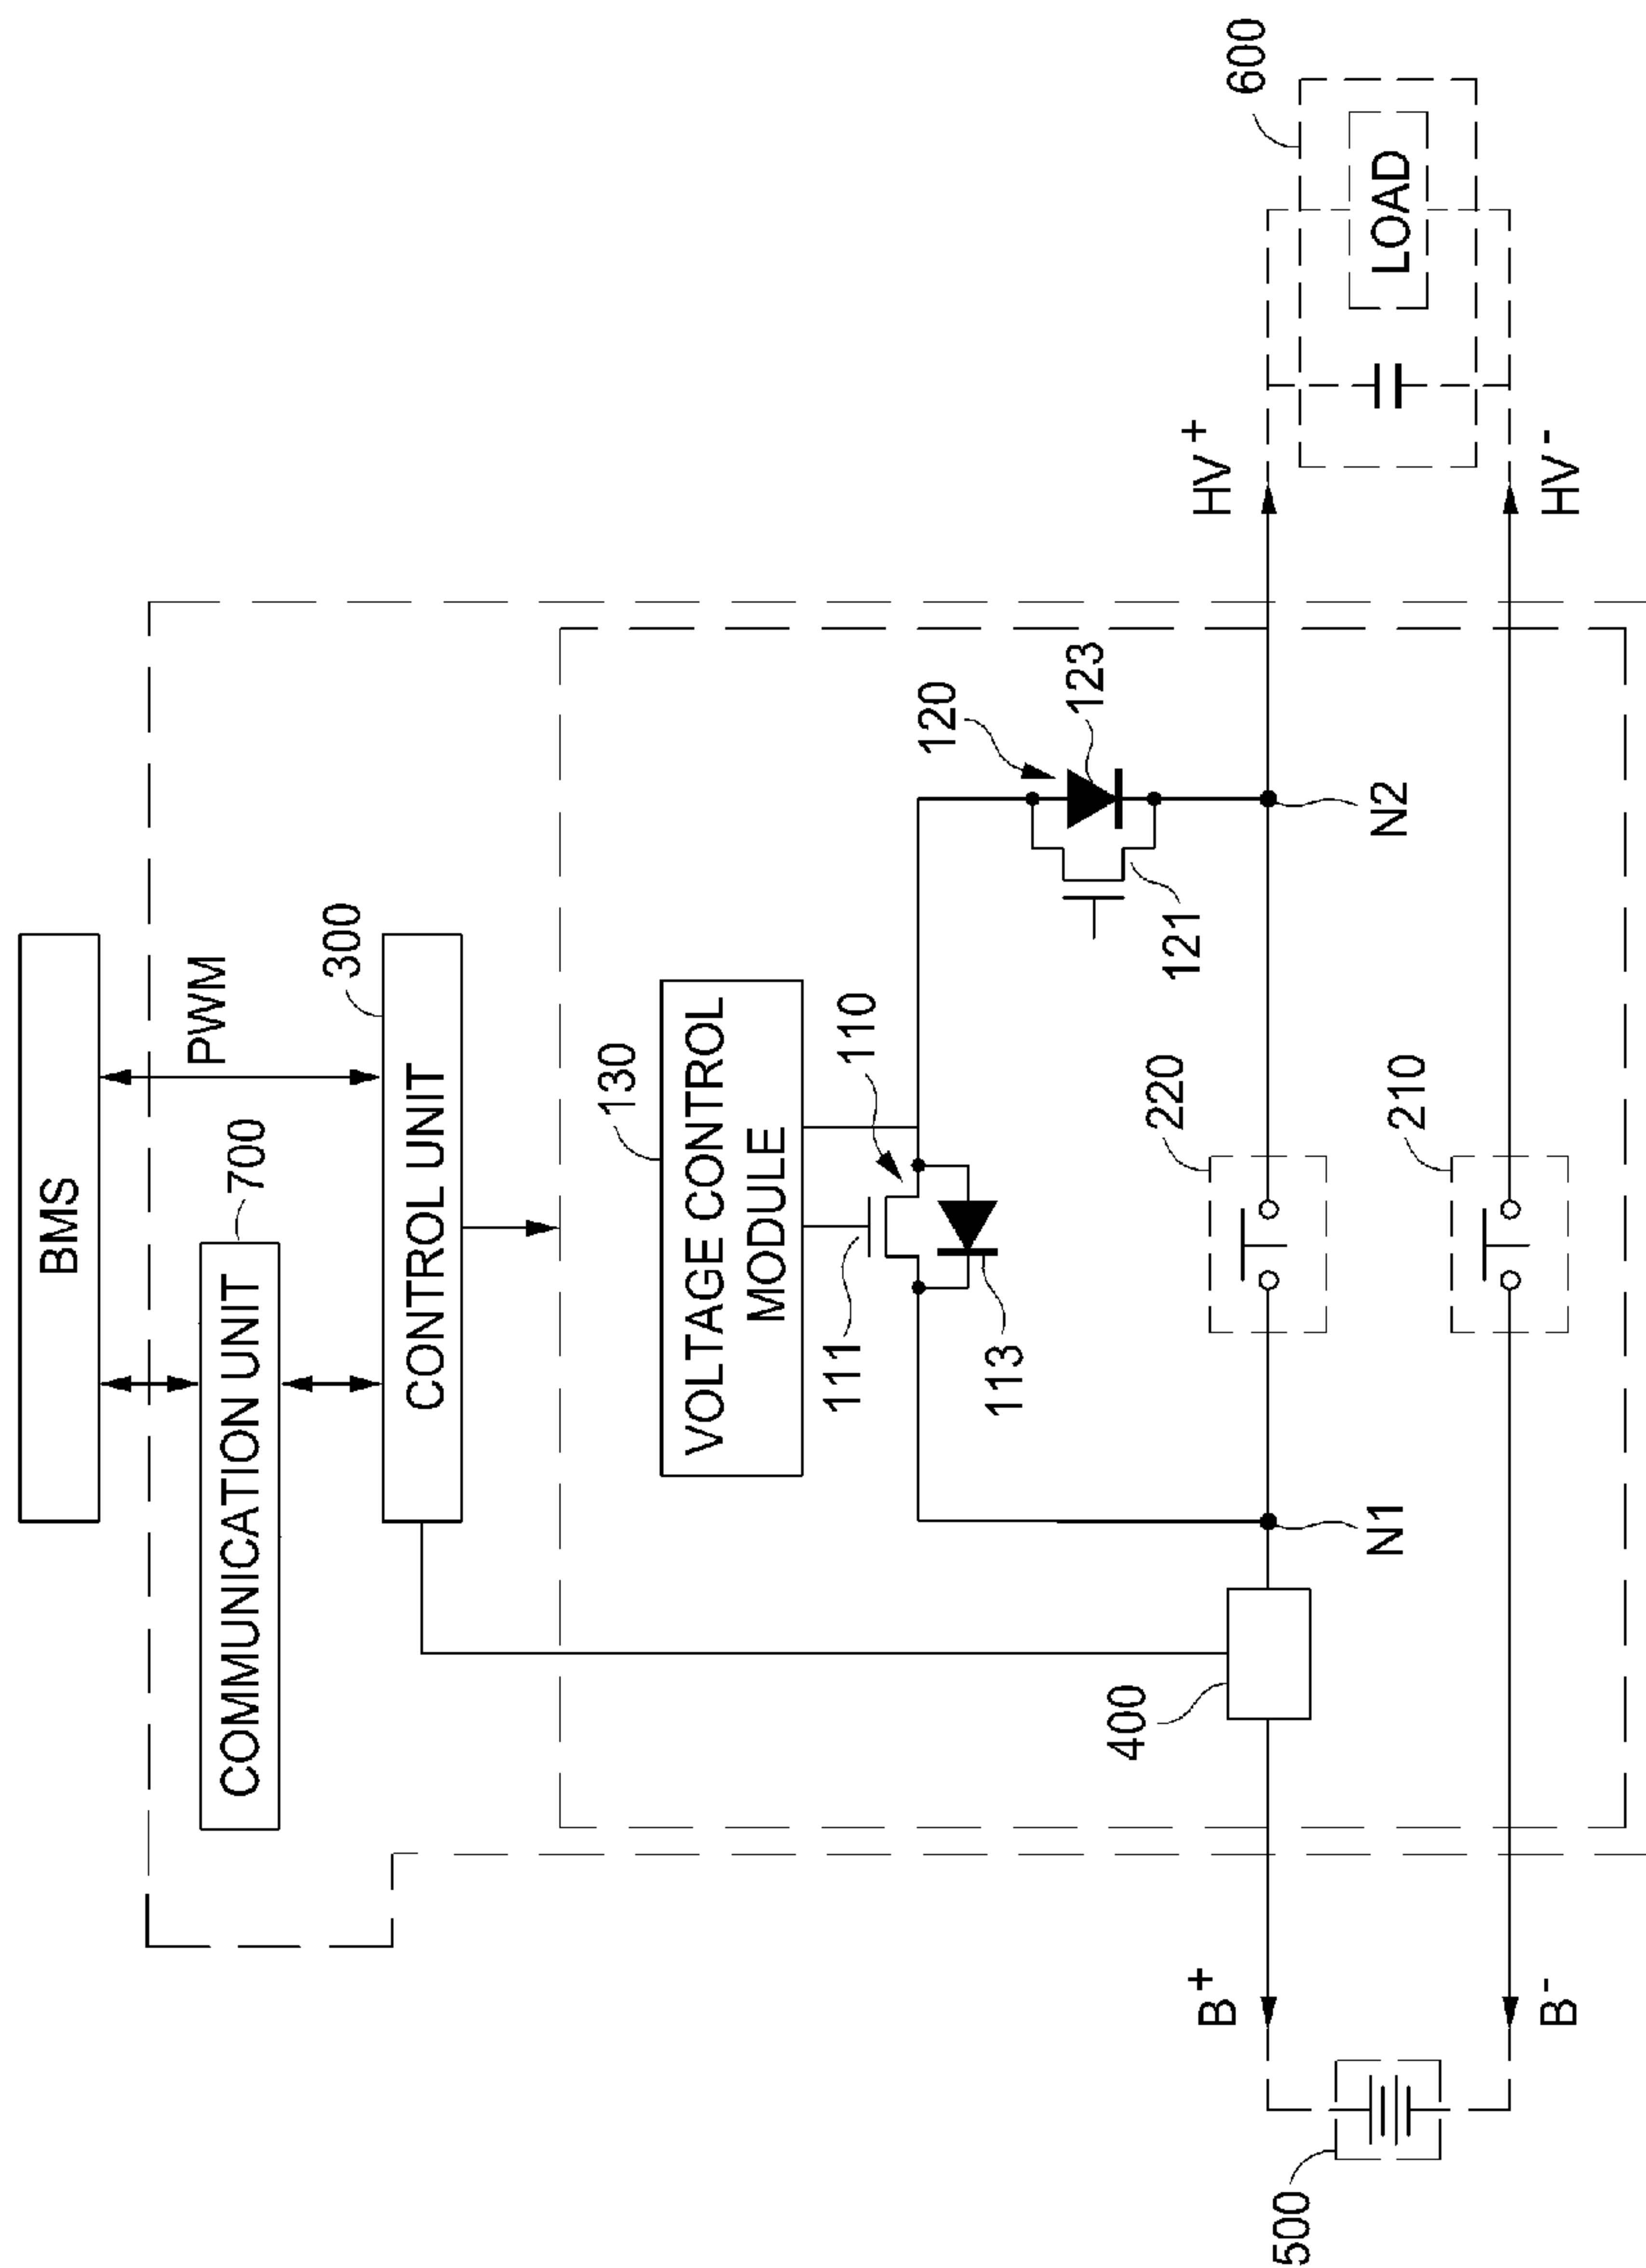 BMS
PWM
COMMUNICATION UNIT
700
CONTROL UNIT
300
130
VOLTAGE CONTROL
MODULE
110
111
113
120
123
121
220
210
N1
N2
400
B+
B-
500
HV+
HV-
600
LOAD